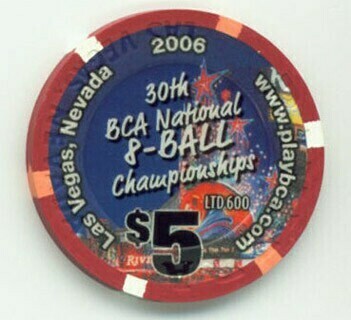 2006
Las Vegas, Nevada
www.playbca.com
30th
BCA National
8-BALL
Championships
LTD.600
$5